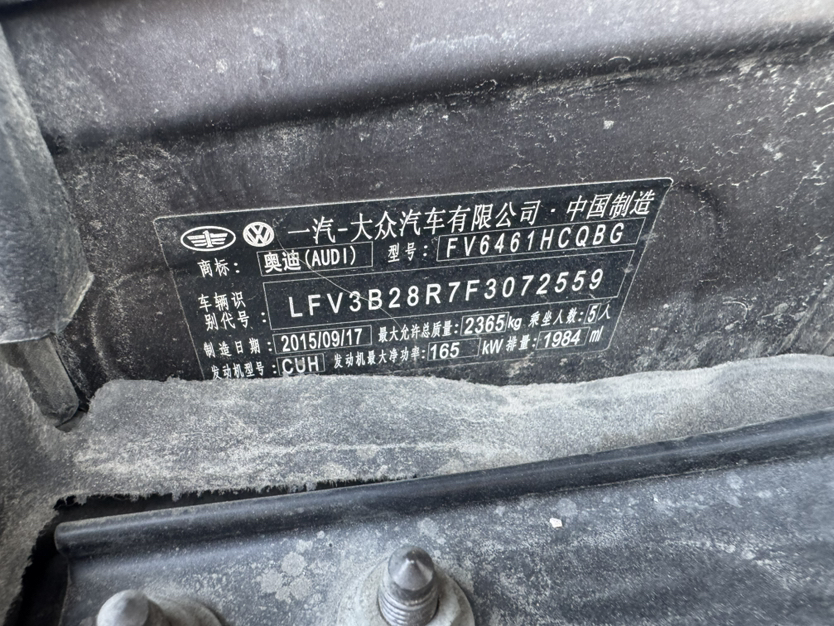 一汽-大众汽车有限公司·中国制造
商标: 奥迪(AUDI) 型号: FV6461HCQBG
车辆识别代号: LFV3B28R7F3072559
制造日期: 2015/09/17 最大允许总质量: 2365kg 乘坐人数: 5人
发动机型号: CUH 发动机最大净功率: 165 kW 排量: 1984 ml